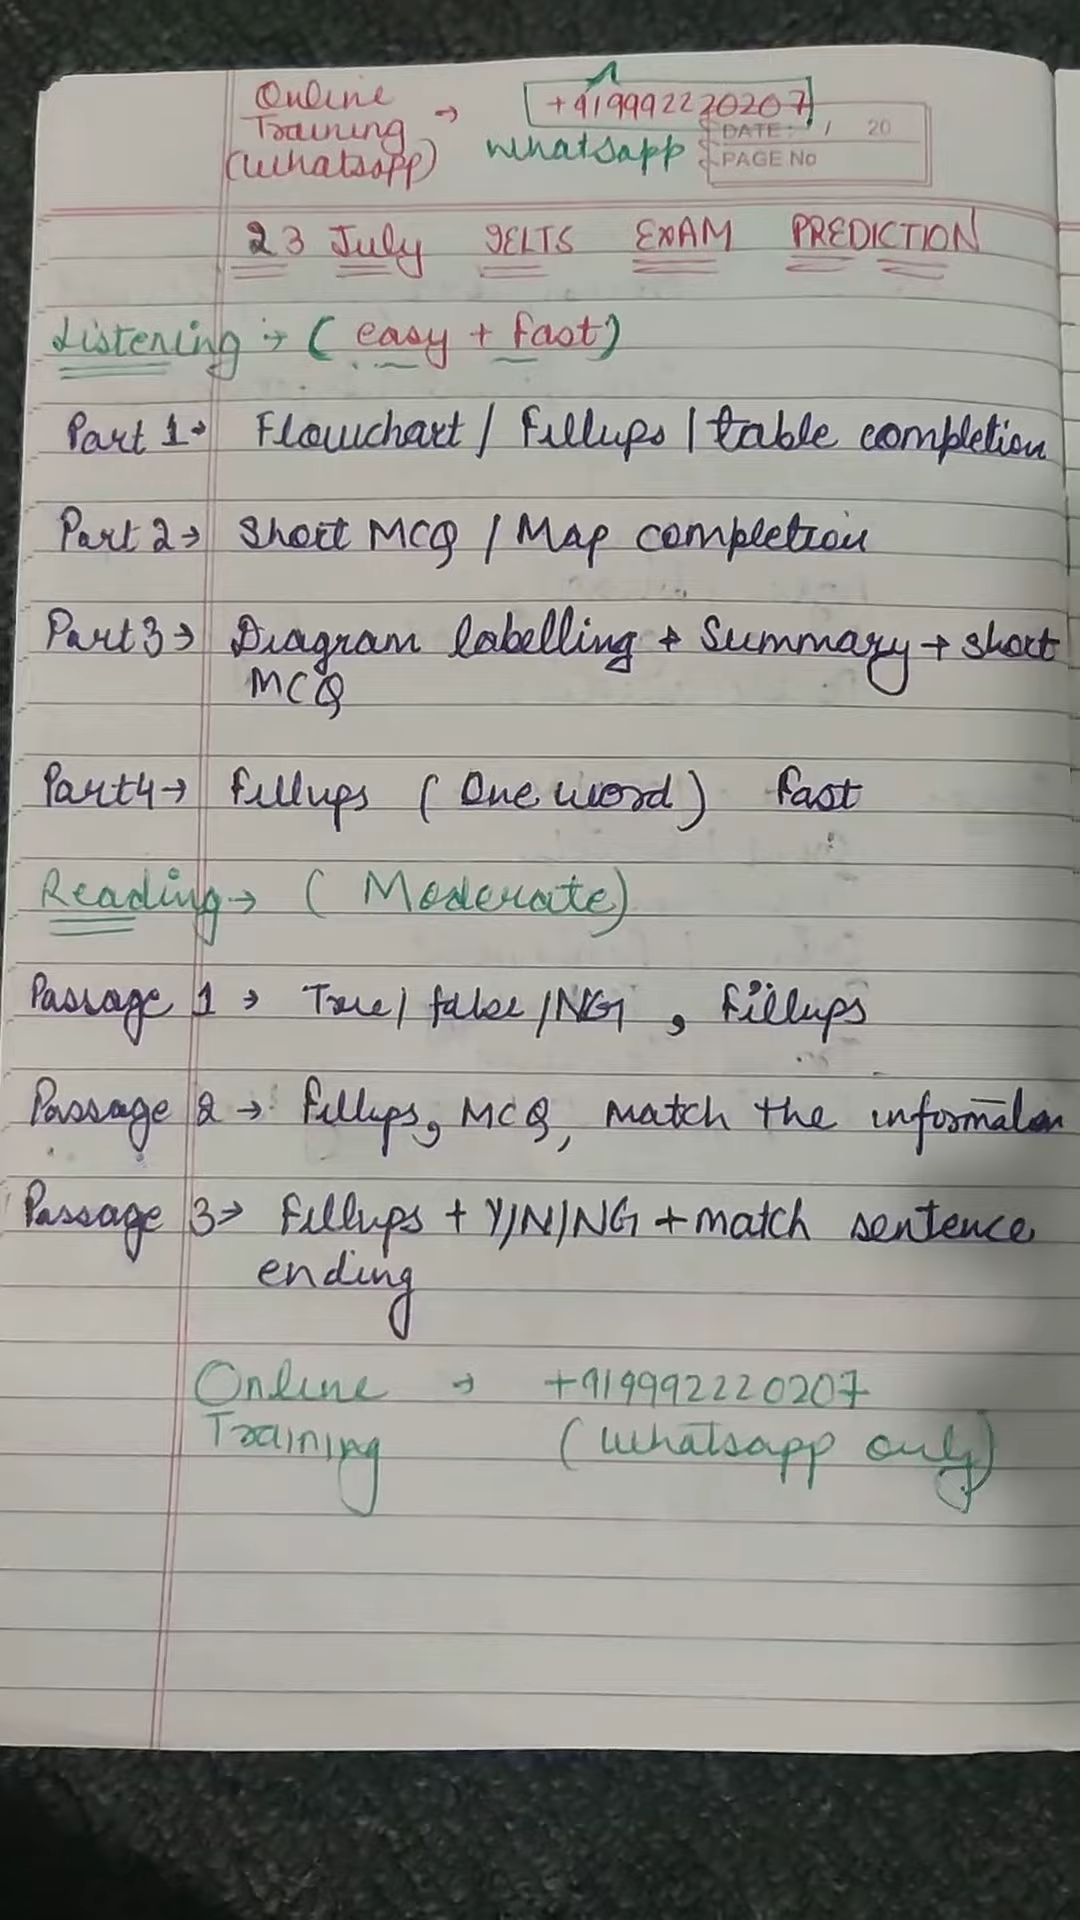 Online
Training → +919992220207
(Whatsapp) whatsapp
DATE: / 20
PAGE No
23 July IELTS EXAM PREDICTION
Listening → (easy + fast)
Part 1→ Flowchart / Fillups / table completion
Part 2→ Short MCQ / Map completion
Part 3→ Diagram labelling + Summary + short
MCQ
Part 4→ Fillups (One word) fast
Reading → (Moderate)
Passage 1 → True / false / NG , Fillups
Passage 2 → Fillups, MCQ, Match the information
Passage 3→ Fillups + Y/N/NG + match sentence
ending
Online → +919992220207
Training (Whatsapp only)